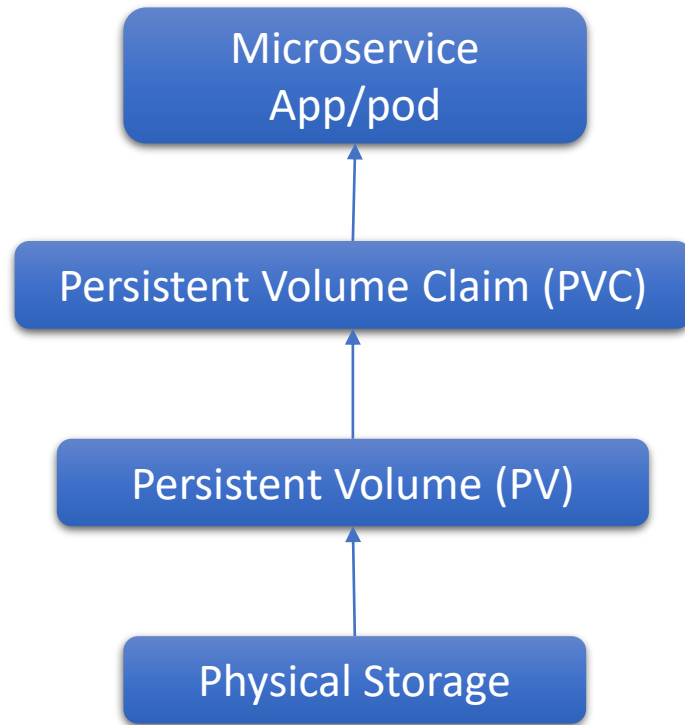 Microservice
App/pod
Persistent Volume Claim (PVC)
Persistent Volume (PV)
Physical Storage